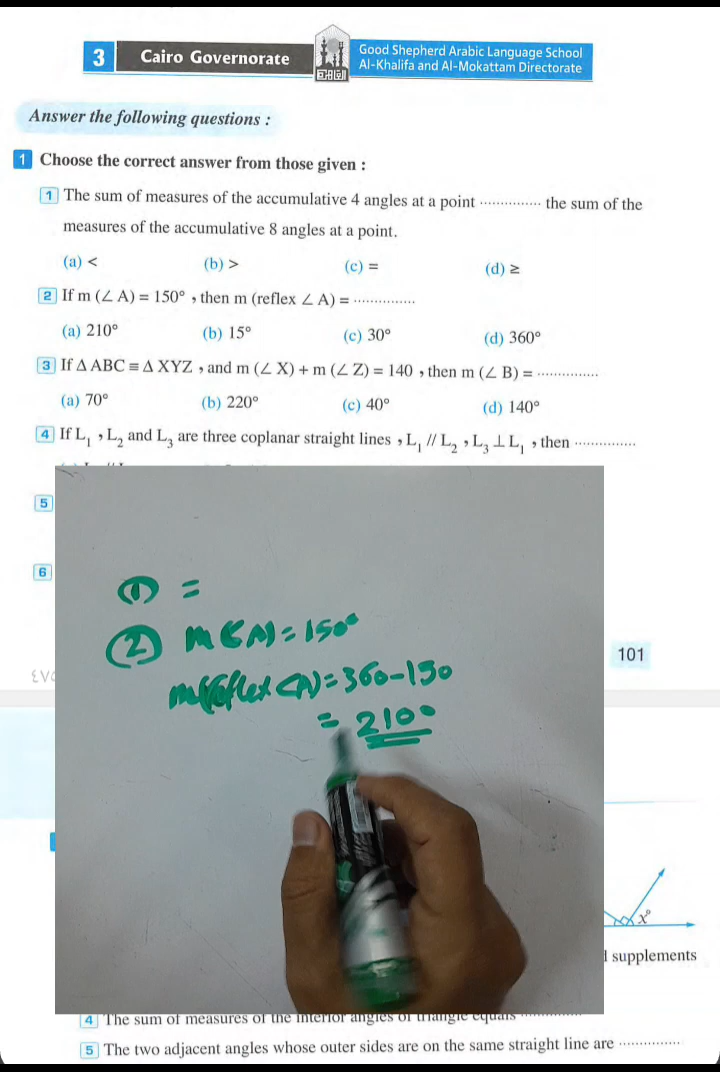 3 Cairo Governorate
Good Shepherd Arabic Language School
Al-Khalifa and Al-Mokattam Directorate
Answer the following questions :
1 Choose the correct answer from those given :
1 The sum of measures of the accumulative 4 angles at a point ............... the sum of the
measures of the accumulative 8 angles at a point.
(a) < (b) > (c) = (d) ≥
2 If m (∠ A) = 150° , then m (reflex ∠ A) = ...............
(a) 210° (b) 15° (c) 30° (d) 360°
3 If Δ ABC ≡ Δ XYZ , and m (∠ X) + m (∠ Z) = 140 , then m (∠ B) = ...............
(a) 70° (b) 220° (c) 40° (d) 140°
4 If L₁ , L₂ and L₃ are three coplanar straight lines , L₁ // L₂ , L₃ ⊥ L₁ , then ...............
5
6
① =
② m(∠A) = 150°
m(reflex ∠A) = 360-150
= 210°
101
x°
supplements
4 The sum of measures of the interior angles of triangle equals ...............
5 The two adjacent angles whose outer sides are on the same straight line are ...............